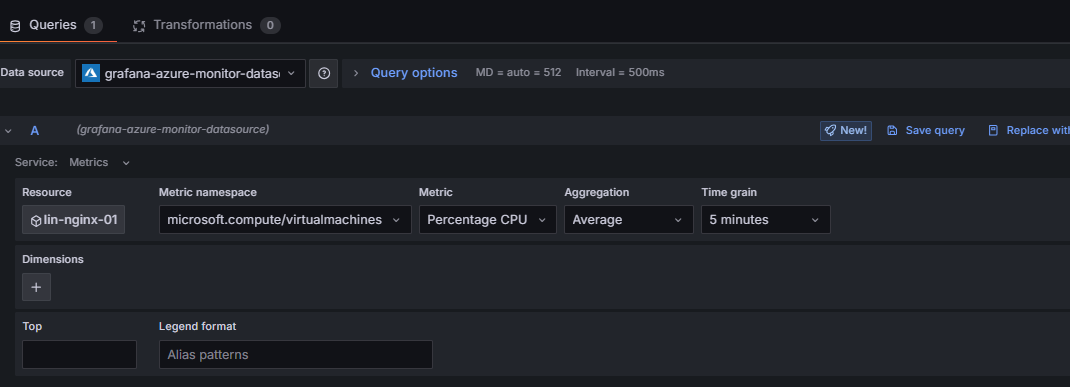 Queries 1 Transformations 0
Data source grafana-azure-monitor-datas Query options MD = auto = 512 Interval = 500ms
A (grafana-azure-monitor-datasource) New! Save query Replace with
Service: Metrics
Resource Metric namespace Metric Aggregation Time grain
lin-nginx-01 microsoft.compute/virtualmachines Percentage CPU Average 5 minutes
Dimensions
+
Top Legend format
Alias patterns